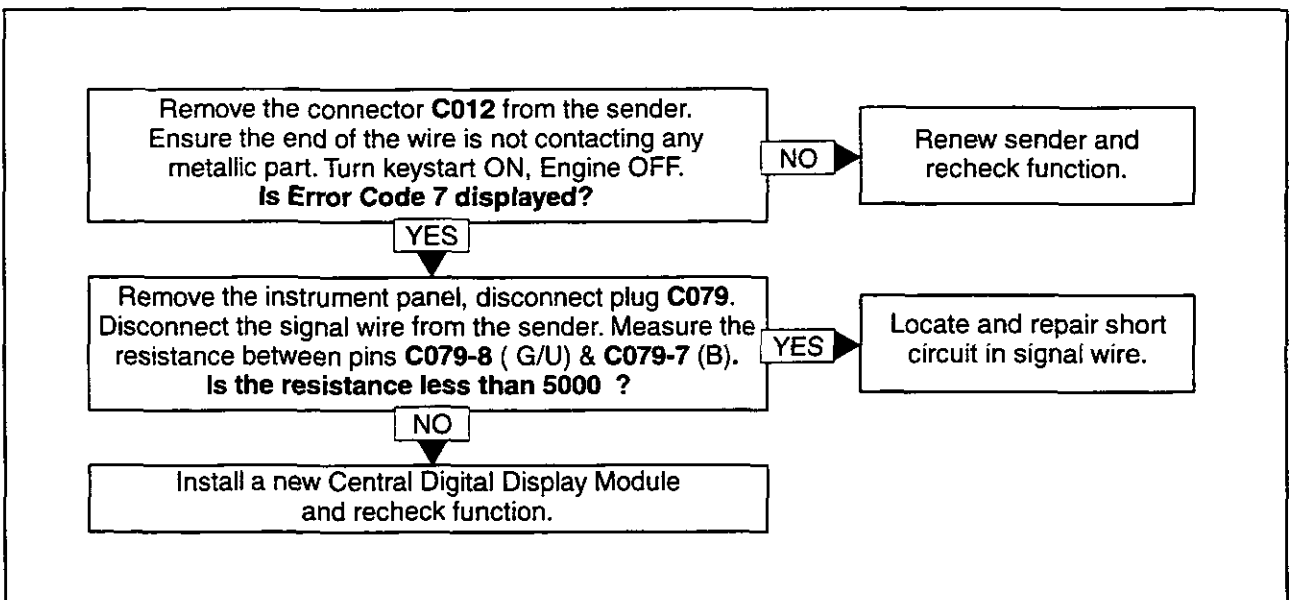 Remove the connector C012 from the sender.
Ensure the end of the wire is not contacting any
metallic part. Turn keystart ON, Engine OFF.
Is Error Code 7 displayed?
NO
Renew sender and
recheck function.
YES
Remove the instrument panel, disconnect plug C079.
Disconnect the signal wire from the sender. Measure the
resistance between pins C079-8 ( G/U) & C079-7 (B).
Is the resistance less than 5000 ?
YES
Locate and repair short
circuit in signal wire.
NO
Install a new Central Digital Display Module
and recheck function.